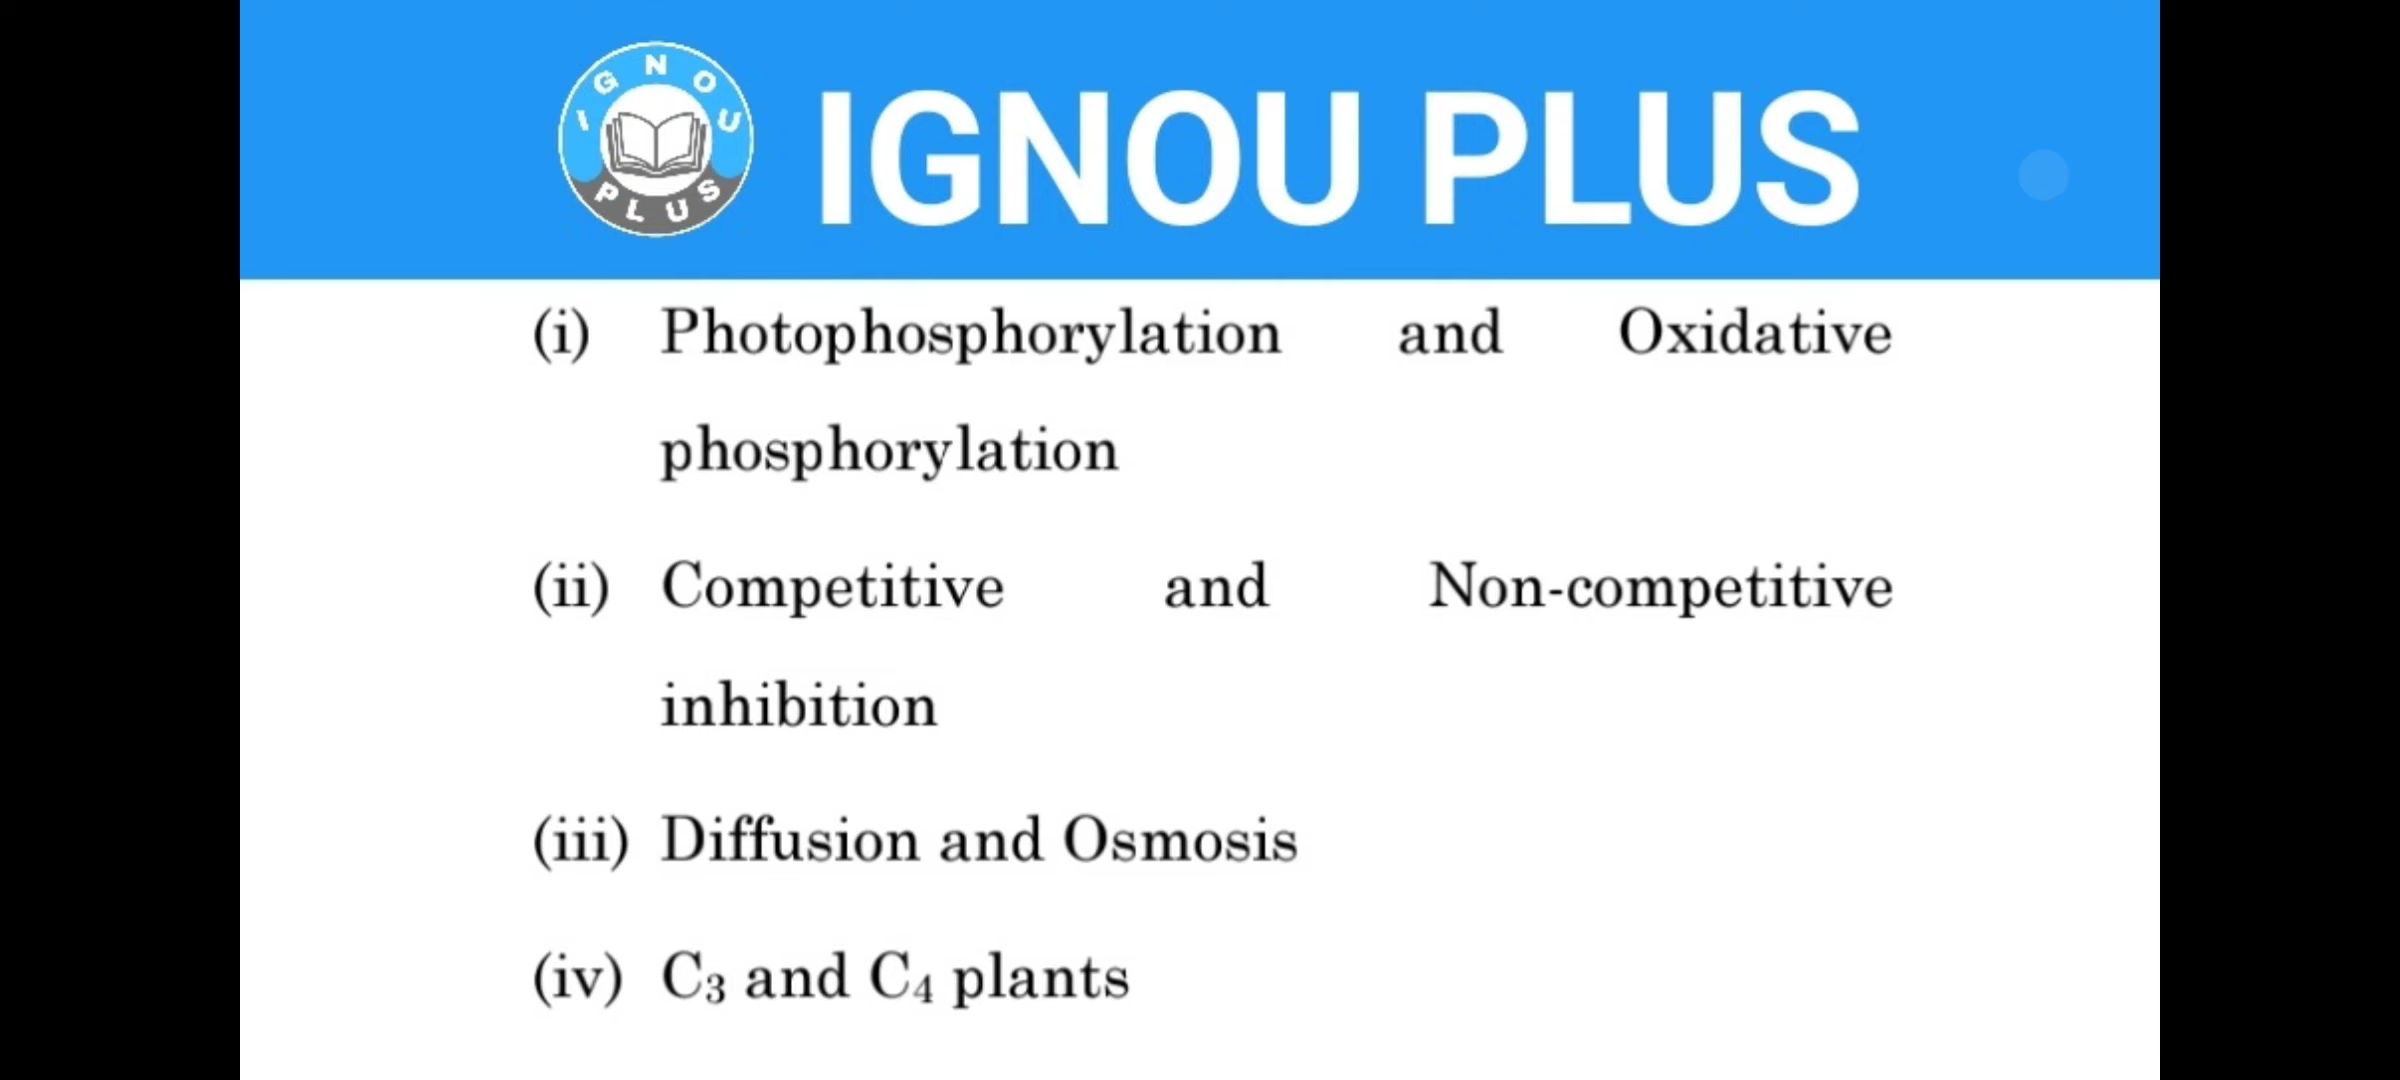 IGNOU
PLUS
IGNOU PLUS
(i) Photophosphorylation and Oxidative
phosphorylation
(ii) Competitive and Non-competitive
inhibition
(iii) Diffusion and Osmosis
(iv) C₃ and C₄ plants